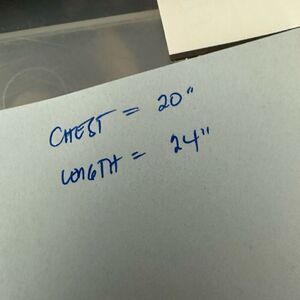 CHEST = 20"
LENGTH = 24"